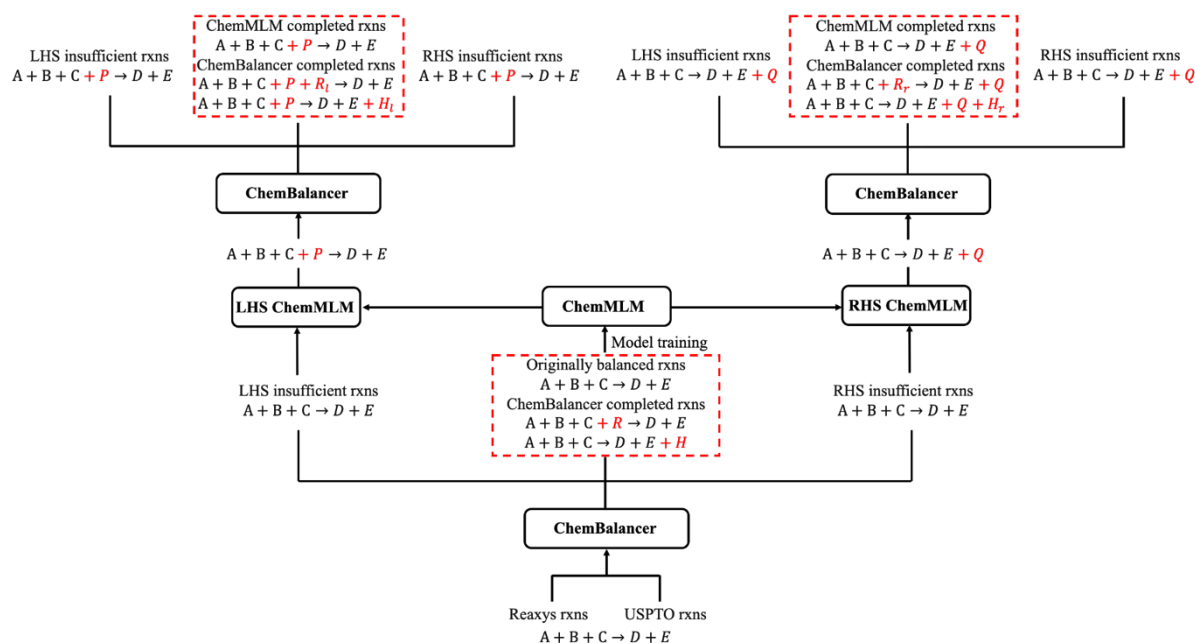 ChemMLM completed rxns
A + B + C + P → D + E
ChemBalancer completed rxns
A + B + C + P + R_l → D + E
A + B + C + P → D + E + H_l
LHS insufficient rxns
A + B + C + P → D + E
RHS insufficient rxns
A + B + C + P → D + E
ChemMLM completed rxns
A + B + C → D + E + Q
ChemBalancer completed rxns
A + B + C + R_r → D + E + Q
A + B + C → D + E + Q + H_r
LHS insufficient rxns
A + B + C → D + E + Q
RHS insufficient rxns
A + B + C → D + E + Q
ChemBalancer
ChemBalancer
A + B + C + P → D + E
A + B + C → D + E + Q
LHS ChemMLM
ChemMLM
RHS ChemMLM
Model training
Originally balanced rxns
A + B + C → D + E
ChemBalancer completed rxns
A + B + C + R → D + E
A + B + C → D + E + H
LHS insufficient rxns
A + B + C → D + E
RHS insufficient rxns
A + B + C → D + E
ChemBalancer
Reaxys rxns
USPTO rxns
A + B + C → D + E